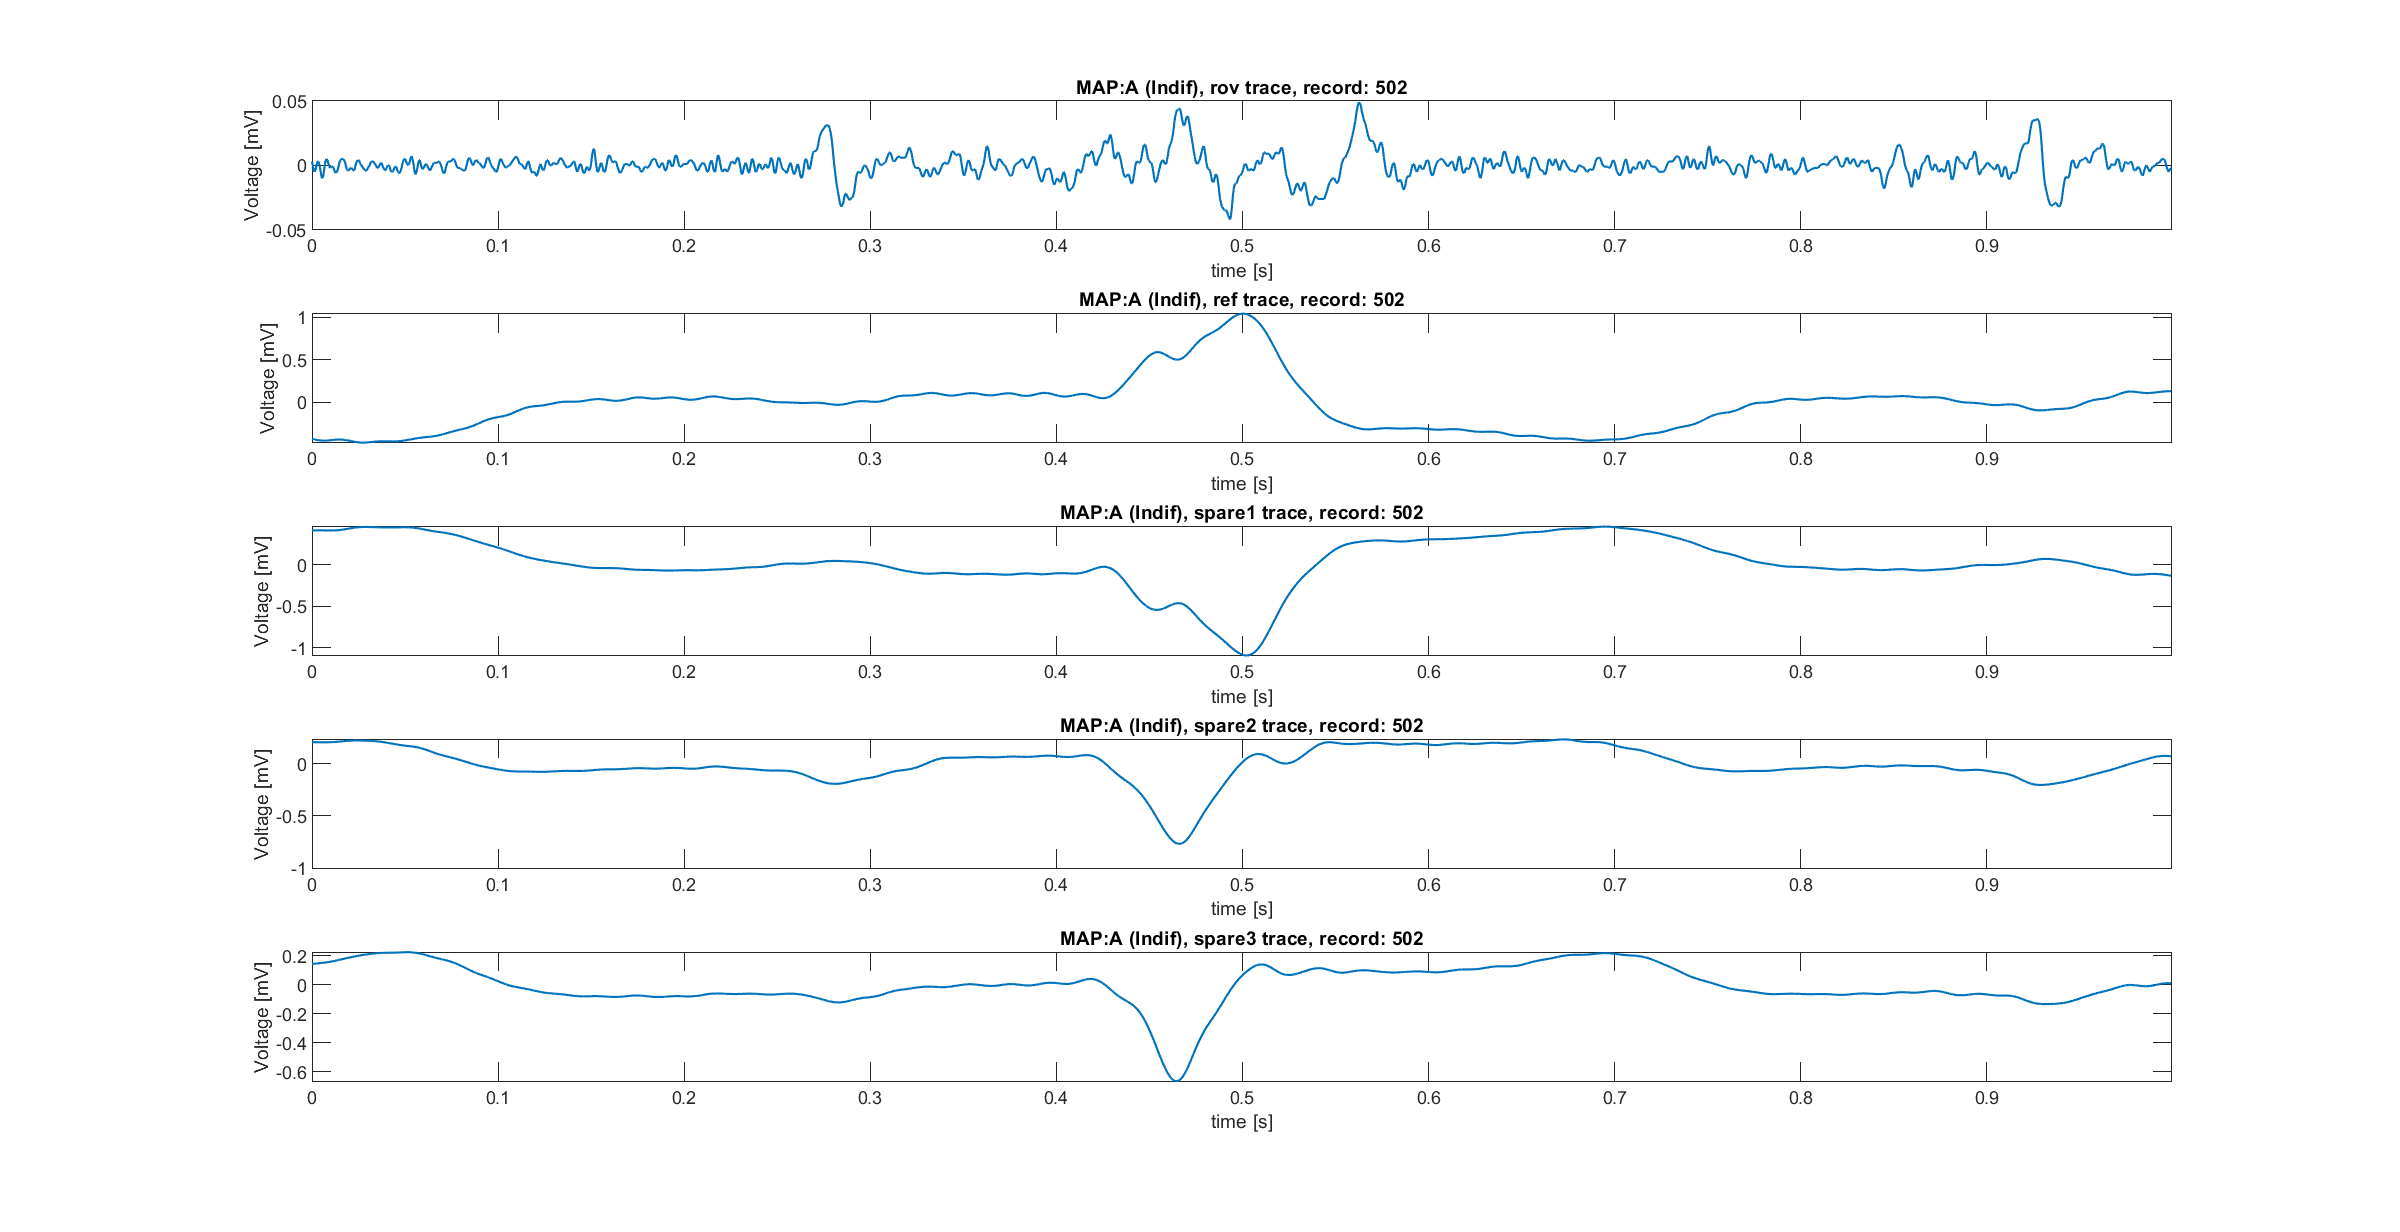 MAP:A (Indif), rov trace, record: 502
Voltage [mV]
0.05
0
-0.05
0 0.1 0.2 0.3 0.4 0.5 0.6 0.7 0.8 0.9
time [s]
MAP:A (Indif), ref trace, record: 502
Voltage [mV]
1
0.5
0
0 0.1 0.2 0.3 0.4 0.5 0.6 0.7 0.8 0.9
time [s]
MAP:A (Indif), spare1 trace, record: 502
Voltage [mV]
0
-0.5
-1
0 0.1 0.2 0.3 0.4 0.5 0.6 0.7 0.8 0.9
time [s]
MAP:A (Indif), spare2 trace, record: 502
Voltage [mV]
0
-0.5
-1
0 0.1 0.2 0.3 0.4 0.5 0.6 0.7 0.8 0.9
time [s]
MAP:A (Indif), spare3 trace, record: 502
Voltage [mV]
0.2
0
-0.2
-0.4
-0.6
0 0.1 0.2 0.3 0.4 0.5 0.6 0.7 0.8 0.9
time [s]